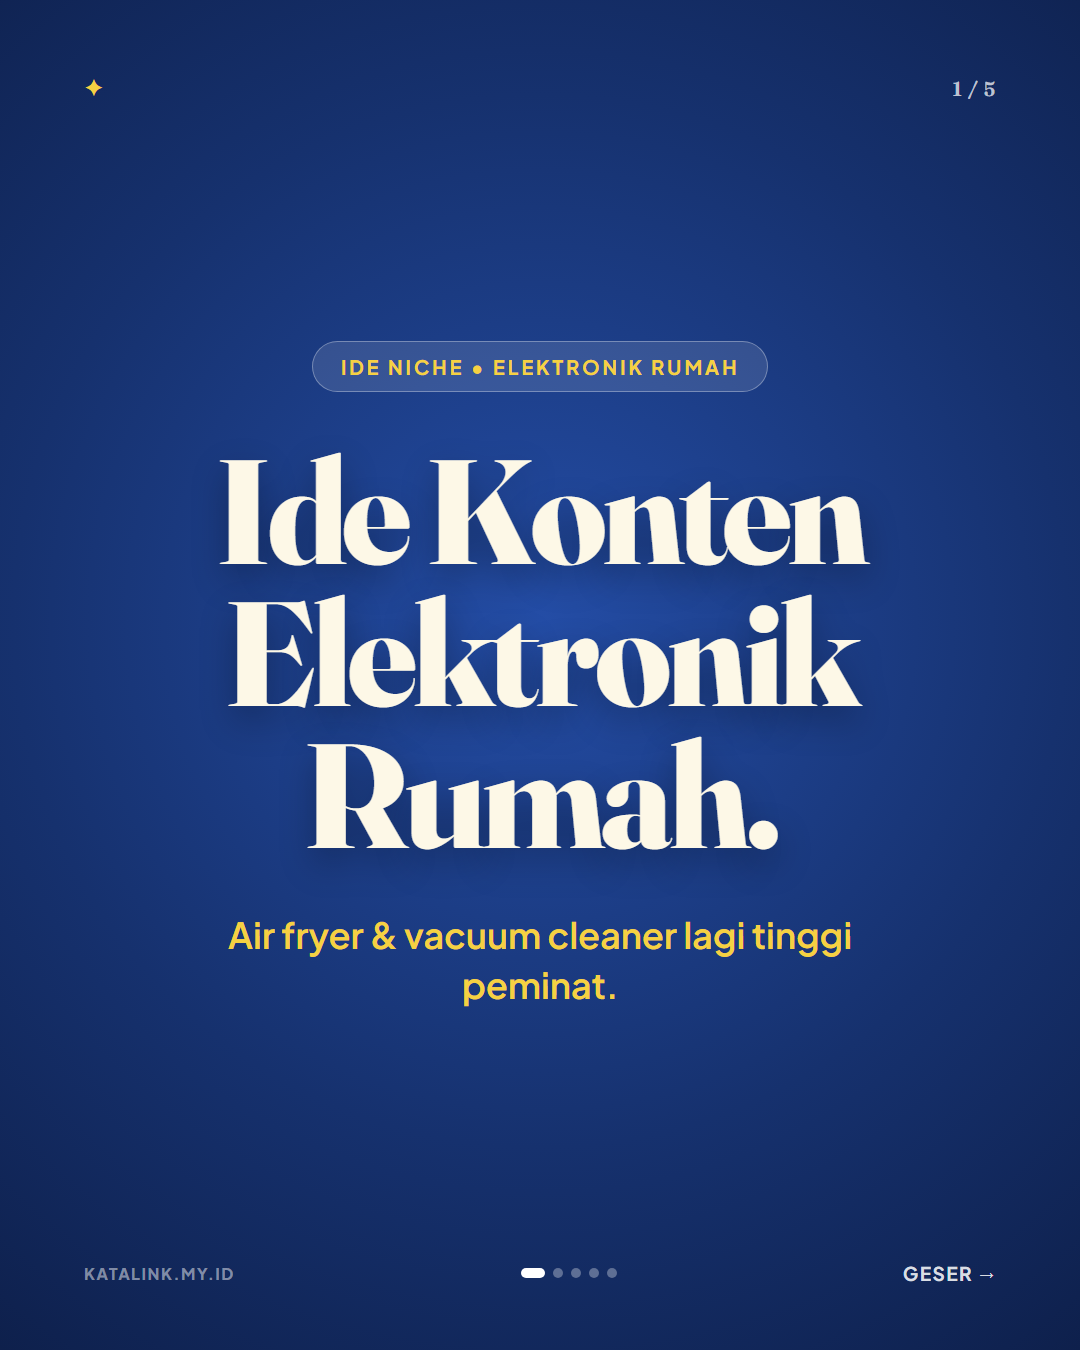 ✦
1 / 5
IDE NICHE ● ELEKTRONIK RUMAH
Ide Konten
Elektronik
Rumah.
Air fryer & vacuum cleaner lagi tinggi
peminat.
KATALINK.MY.ID
GESER →